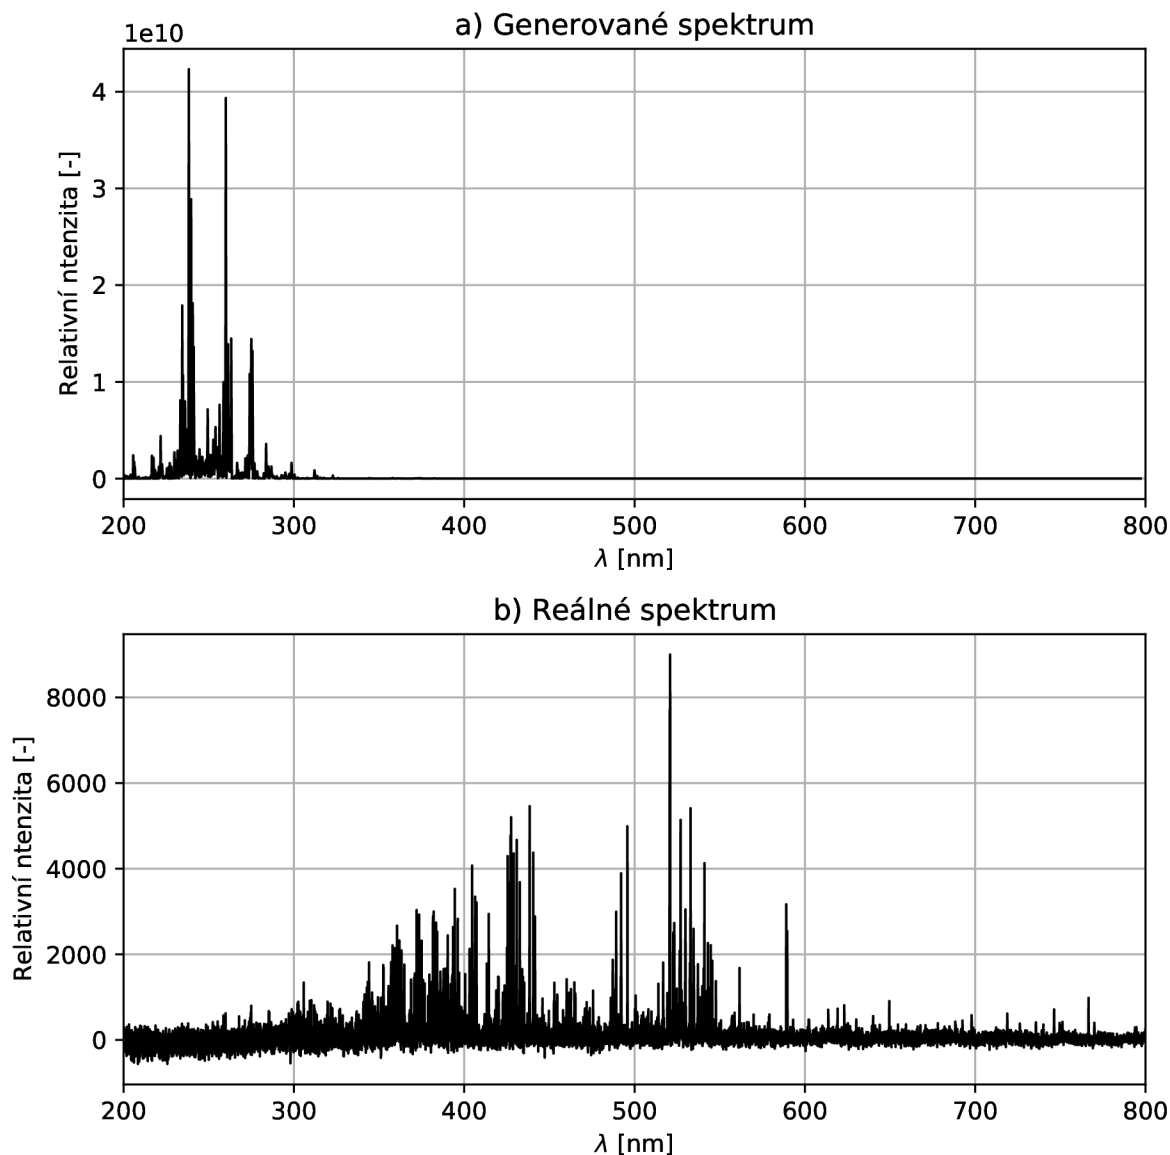 a) Generované spektrum
1e10
4
3
2
1
0
Relativní ntenzita [-]
200 300 400 500 600 700 800
λ [nm]
b) Reálné spektrum
8000
6000
4000
2000
0
Relativní ntenzita [-]
200 300 400 500 600 700 800
λ [nm]